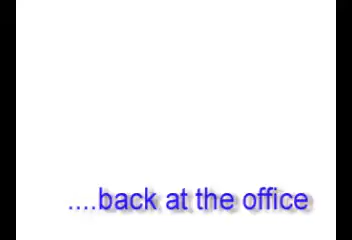 ....back at the office